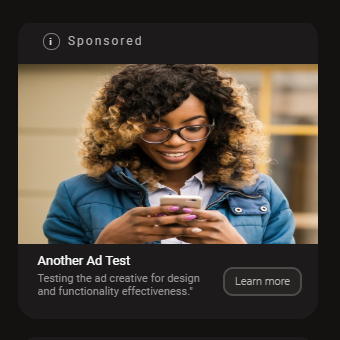 Sponsored
Another Ad Test
Testing the ad creative for design
and functionality effectiveness."
Learn more